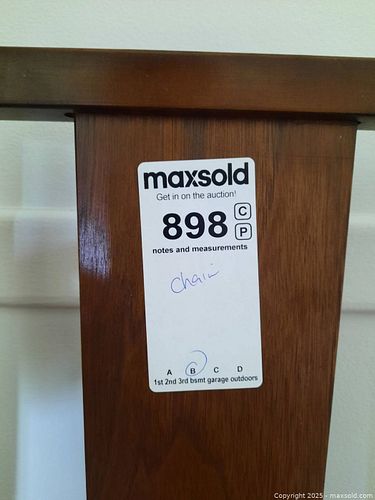 maxsold
Get in on the auction!
898 C
P
notes and measurements
chair
A B C D
1st 2nd 3rd bsmt garage outdoors
Copyright 2025 - maxsold.com